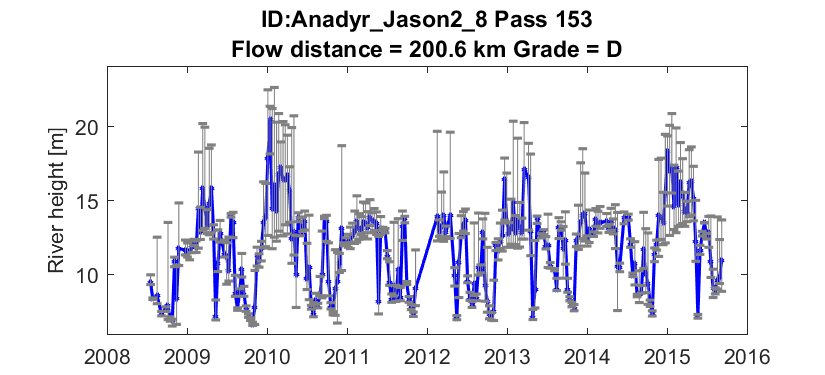 ID:Anadyr_Jason2_8 Pass 153
Flow distance = 200.6 km Grade = D
River height [m]
20
15
10
2008 2009 2010 2011 2012 2013 2014 2015 2016